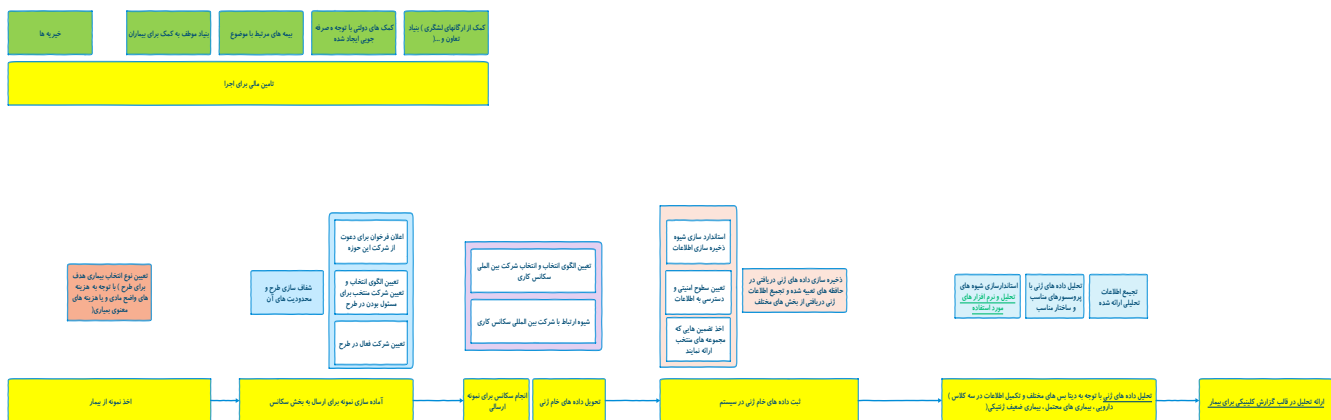 کمک از ارگانهای لشگری ) بنیاد
تعاون و ...(
کمک های دولتی با توجه ه صرفه
جویی ایجاد شده
بیمه های مرتبط با موضوع
بنیاد موظف به کمک برای بیماران
خیریه ها
تامین مالی برای اجرا
تعیین نوع انتخاب بیماری هدف
برای طرح ) با توجه به هزینه
های واضح مادی و یا هزینه های
معنوی بسیاری(
شفاف سازی طرح و
محدودیت های آن
اعلان فرخوان برای دعوت
از شرکت این حوزه
تعیین الگوی انتخاب و
تعیین شرکت منتخب برای
مسئول بودن در طرح
تعیین شرکت فعال در طرح
تعیین الگوی انتخاب و انتخاب شرکت بین الملی
سکانس کاری
شیوه ارتباط با شرکت بین المللی سکانس کاری
استاندارد سازی شیوه
ذخیره سازی اطلاعات
تعیین سطوح امنیتی و
دسترسی به اطلاعات
اخذ تضمین هایی که
مجموعه های منتخب
ارائه نمایند
ذخیره سازی داده های ژنی دریافتی در
حافظه های تعبیه شده و تجمیع اطلاعات
ژنی دریافتی از بخش های مختلف
استاندارسازی شیوه های
تحلیل و نرم افزار های
مورد استفاده
تحلیل داده های ژنی با
پروسسورهای مناسب
و ساختار مناسب
تجمیع اطلاعات
تحلیلی ارائه شده
اخذ نمونه از بیمار
آماده سازی نمونه برای ارسال به بخش سکانس
انجام سکانس برای نمونه
ارسالی
تحویل داده های خام ژنی
ثبت داده های خام ژنی در سیستم
تحلیل داده های ژنی با توجه به دیتا بس های مختلف و تکمیل اطلاعات در سه کلاس )
دارویی ، بیماری های محتمل ، بیماری ضعیف ژنتیکی(
ارائه تحلیل در قالب گزارش کلینیکی برای بیمار